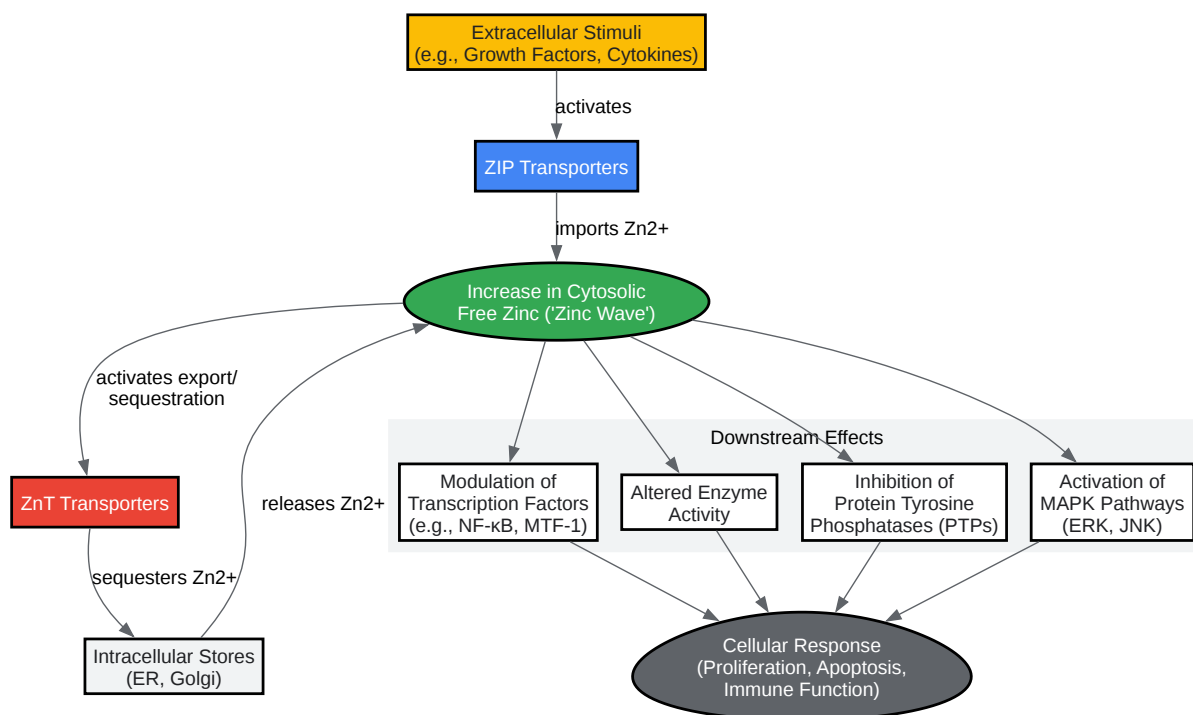 Extracellular Stimuli
(e.g., Growth Factors, Cytokines)
activates
ZIP Transporters
imports Zn2+
Increase in Cytosolic
Free Zinc ('Zinc Wave')
activates export/
sequestration
Downstream Effects
ZnT Transporters
releases Zn2+
Modulation of
Transcription Factors
(e.g., NF-κB, MTF-1)
Altered Enzyme
Activity
Inhibition of
Protein Tyrosine
Phosphatases (PTPs)
Activation of
MAPK Pathways
(ERK, JNK)
sequesters Zn2+
Intracellular Stores
(ER, Golgi)
Cellular Response
(Proliferation, Apoptosis,
Immune Function)